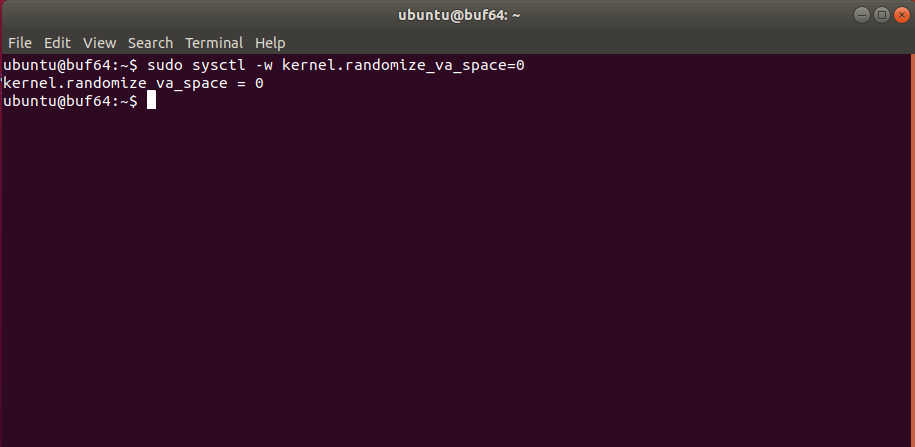 ubuntu@buf64: ~
File Edit View Search Terminal Help
ubuntu@buf64:~$ sudo sysctl -w kernel.randomize_va_space=0
kernel.randomize_va_space = 0
ubuntu@buf64:~$